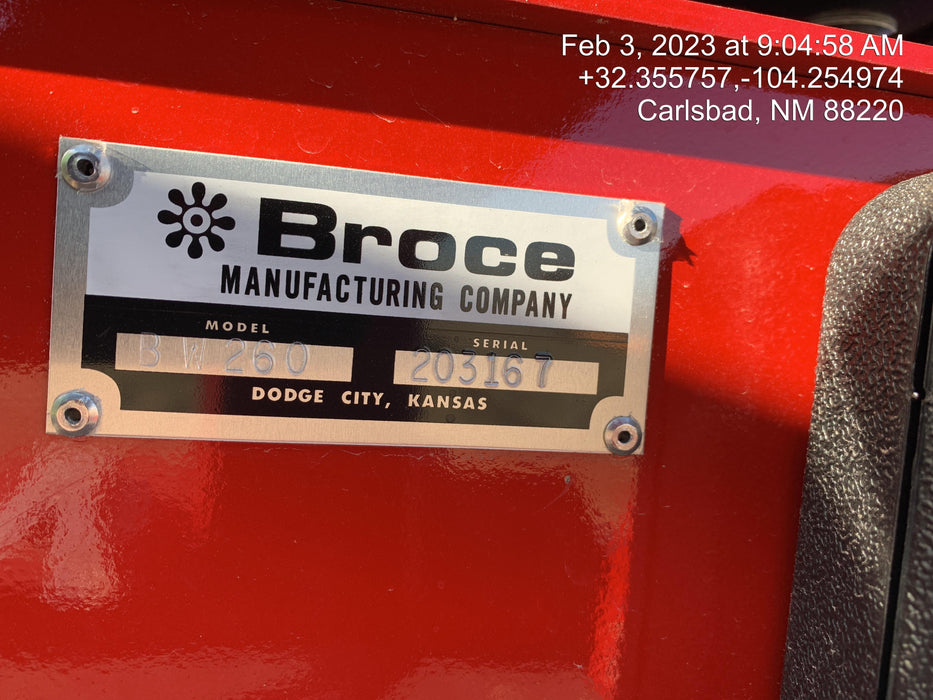 Feb 3, 2023 at 9:04:58 AM
+32.355757,-104.254974
Carlsbad, NM 88220
Broce
MANUFACTURING COMPANY
MODEL SERIAL
BW260 203167
DODGE CITY, KANSAS